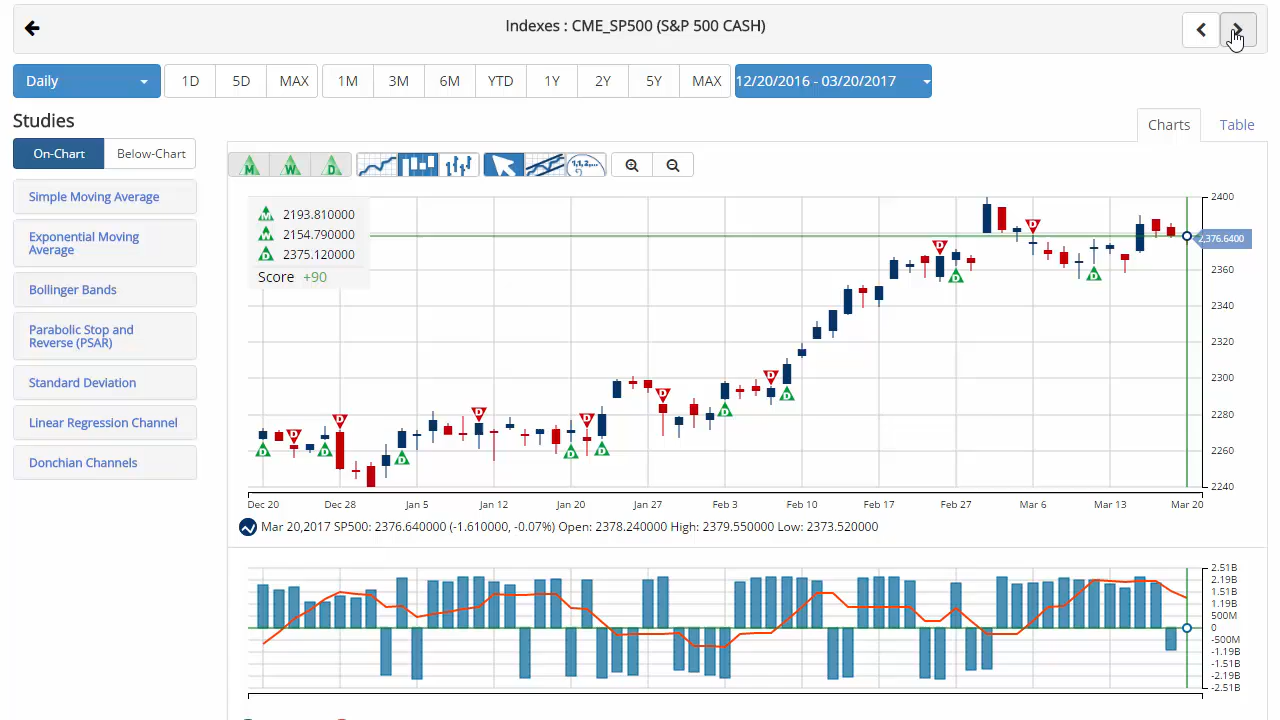 Indexes : CME_SP500 (S&P 500 CASH)
Daily 1D 5D MAX 1M 3M 6M YTD 1Y 2Y 5Y MAX 12/20/2016 - 03/20/2017
Studies
Charts Table
On-Chart Below-Chart
M W D
Simple Moving Average
Exponential Moving
Average
Bollinger Bands
Parabolic Stop and
Reverse (PSAR)
Standard Deviation
Linear Regression Channel
Donchian Channels
M 2193.810000
W 2154.790000
D 2375.120000
Score +90
2400
2,376.6400
2360
2340
2320
2300
2280
2260
2240
Dec 20 Dec 28 Jan 5 Jan 12 Jan 20 Jan 27 Feb 3 Feb 10 Feb 17 Feb 27 Mar 6 Mar 13 Mar 20
Mar 20,2017 SP500: 2376.640000 (-1.610000, -0.07%) Open: 2378.240000 High: 2379.550000 Low: 2373.520000
2.51B
2.19B
1.51B
1.19B
500M
0
-500M
-1.19B
-1.51B
-2.19B
-2.51B